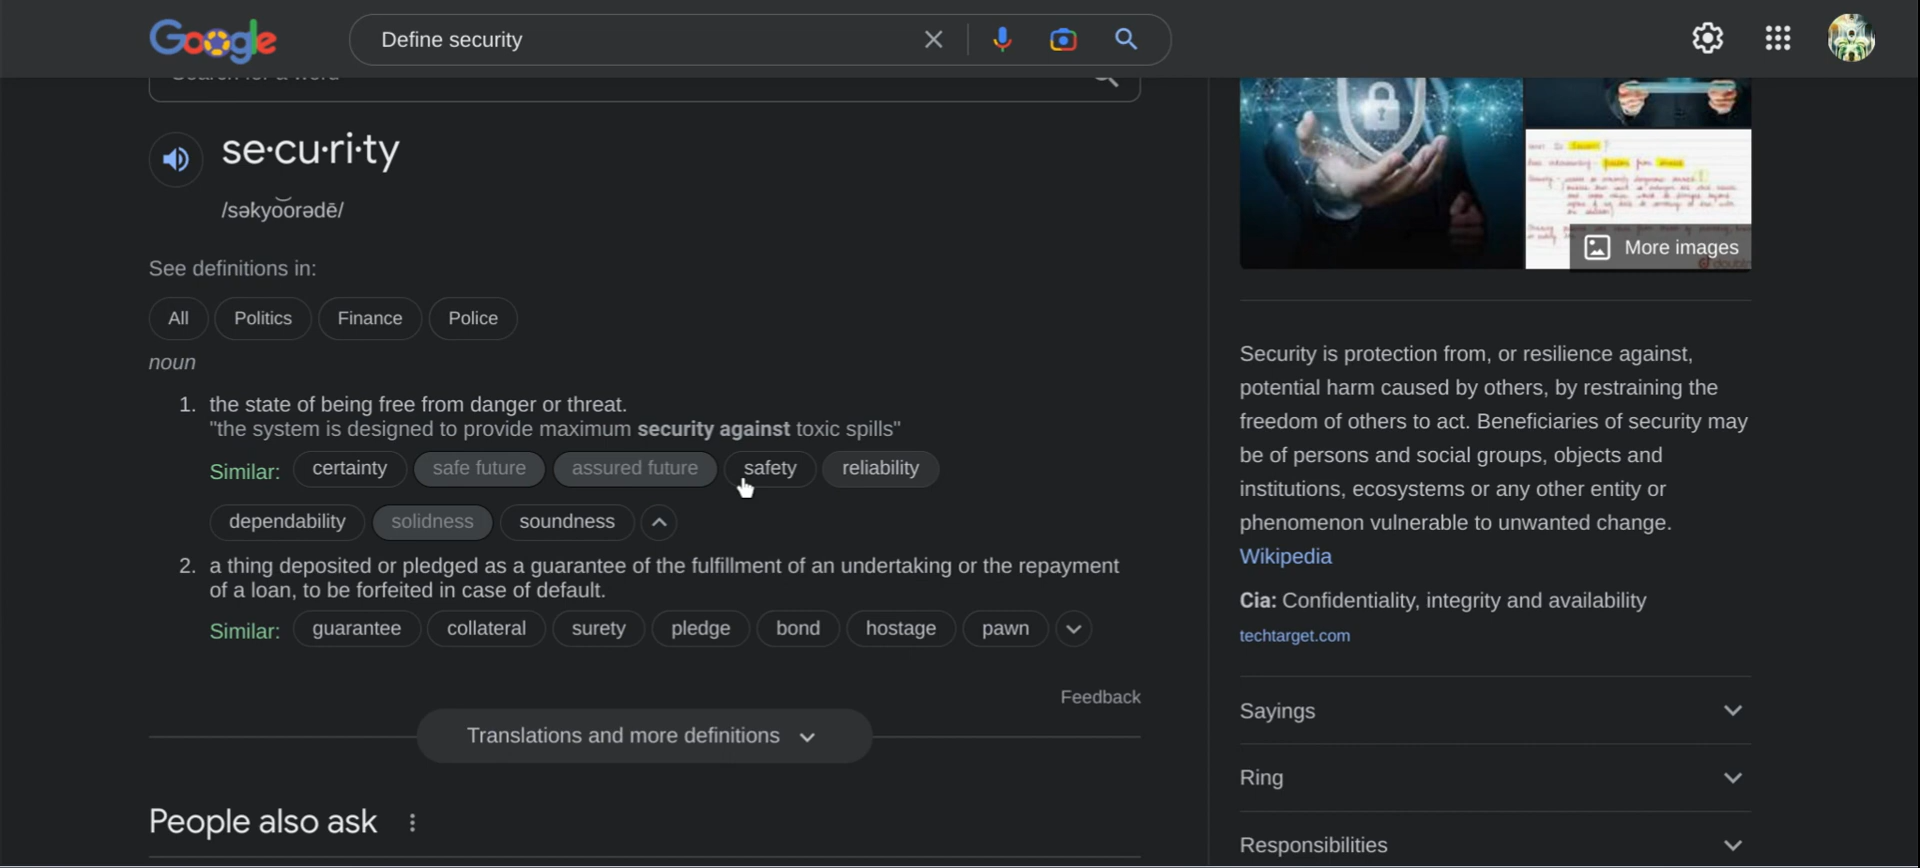 Google
Define security
se·cu·ri·ty
/səkyo͝orədē/
See definitions in:
All Politics Finance Police
noun
1. the state of being free from danger or threat.
"the system is designed to provide maximum security against toxic spills"
Similar: certainty safe future assured future safety reliability
dependability solidness soundness
2. a thing deposited or pledged as a guarantee of the fulfillment of an undertaking or the repayment
of a loan, to be forfeited in case of default.
Similar: guarantee collateral surety pledge bond hostage pawn
Feedback
Translations and more definitions
People also ask
More images
Security is protection from, or resilience against,
potential harm caused by others, by restraining the
freedom of others to act. Beneficiaries of security may
be of persons and social groups, objects and
institutions, ecosystems or any other entity or
phenomenon vulnerable to unwanted change.
Wikipedia
Cia: Confidentiality, integrity and availability
techtarget.com
Sayings
Ring
Responsibilities